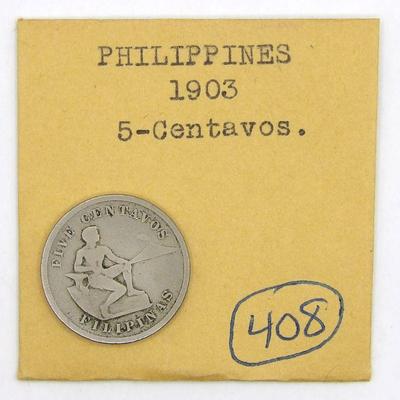 PHILIPPINES
1903
5-Centavos.
FIVE CENTAVOS
FILIPINAS
408